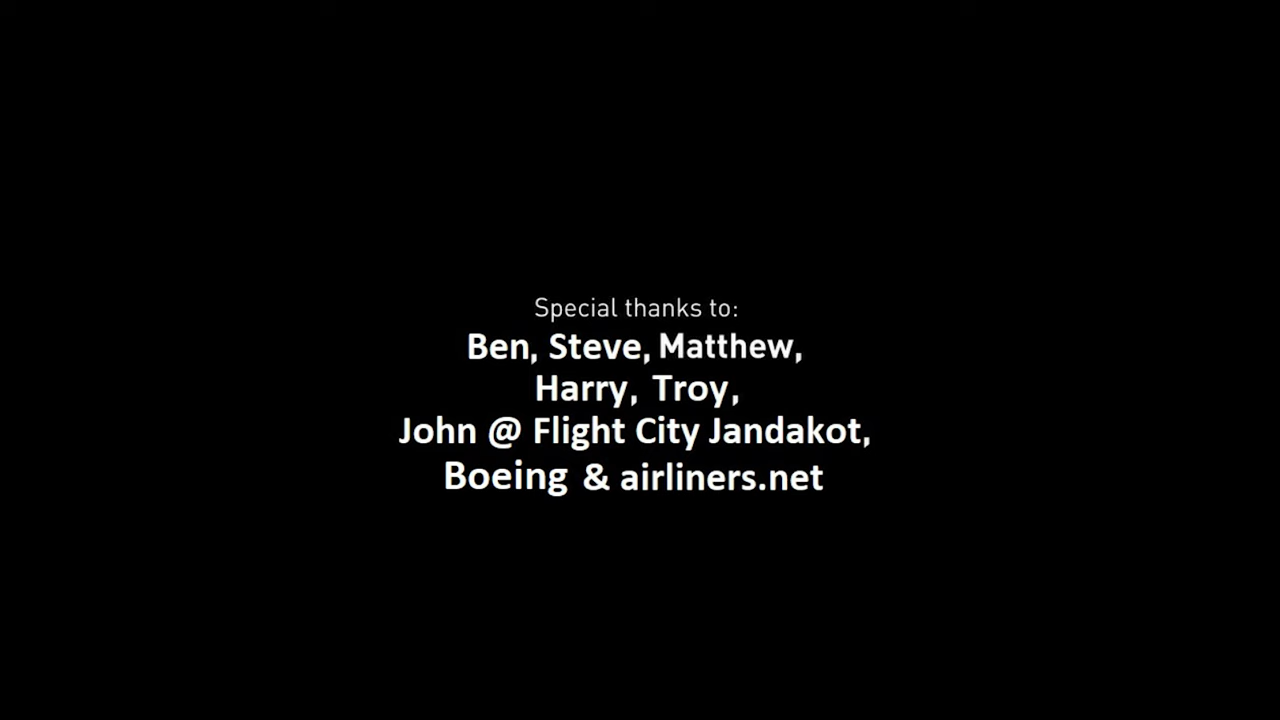 Special thanks to:
Ben, Steve, Matthew,
Harry, Troy,
John @ Flight City Jandakot,
Boeing & airliners.net